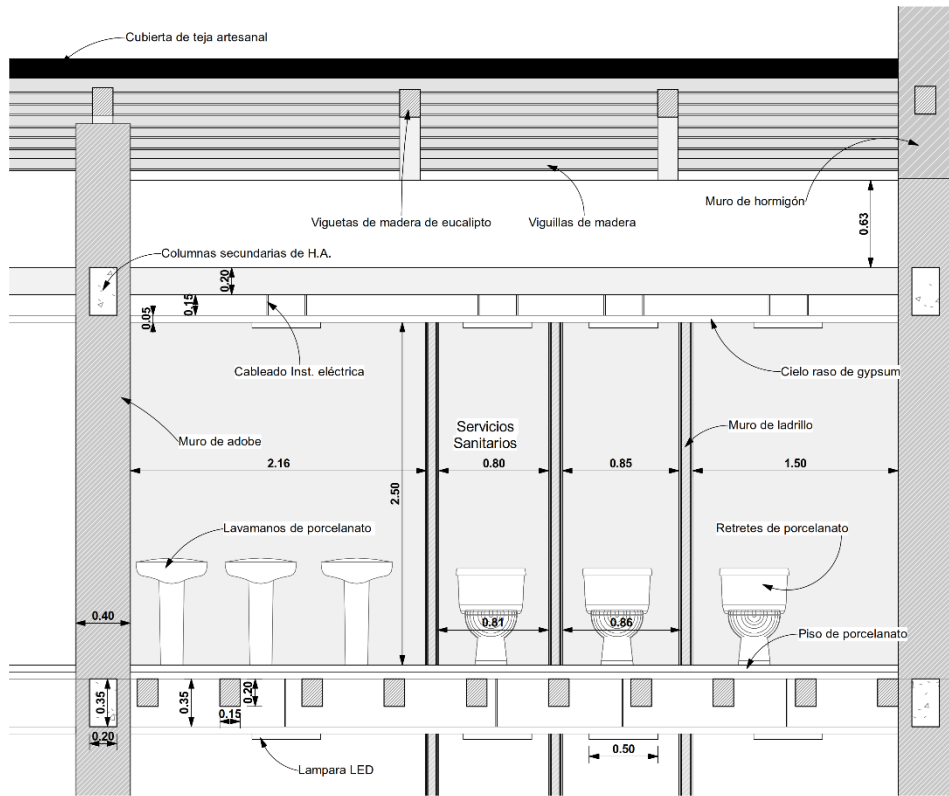 Cubierta de teja artesanal
Viguetas de madera de eucalipto
Viguillas de madera
Muro de hormigón
0.63
Columnas secundarias de H.A.
0.20
0.15
0.05
Cableado Inst. eléctrica
Cielo raso de gypsum
Servicios
Sanitarios
Muro de ladrillo
Muro de adobe
2.16
0.80
0.85
1.50
2.50
Lavamanos de porcelanato
Retretes de porcelanato
0.40
0.81
0.86
Piso de porcelanato
0.35
0.35
0.20
0.15
0.20
0.50
Lampara LED